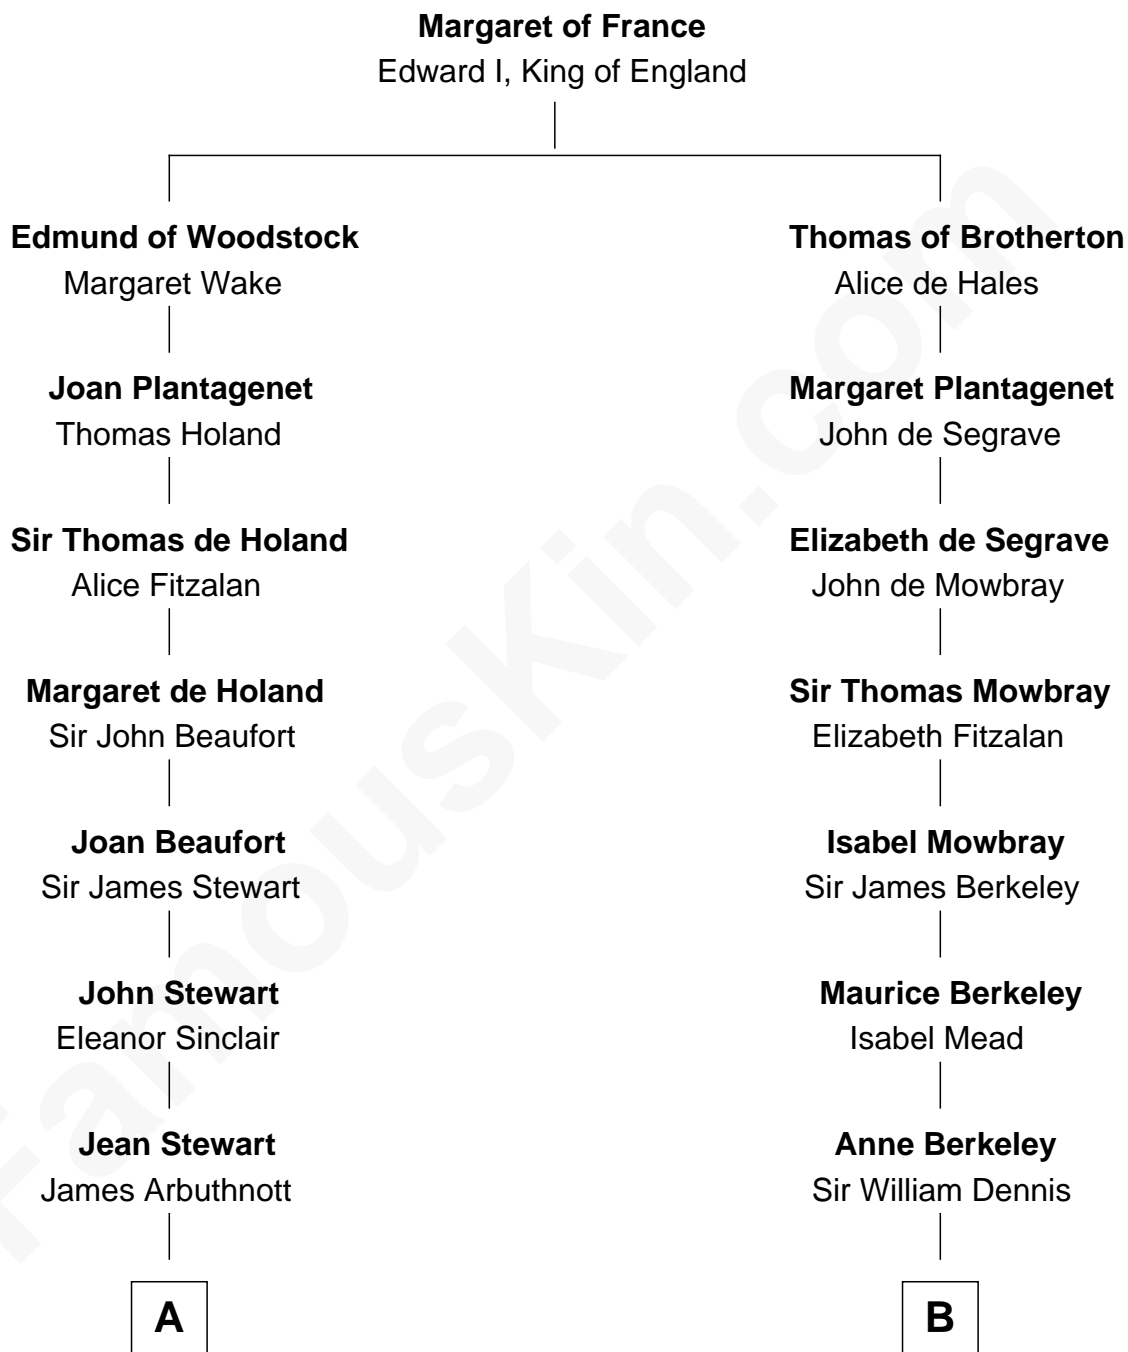 Margaret of France
Edward I, King of England
Edmund of Woodstock
Margaret Wake
Thomas of Brotherton
Alice de Hales
Joan Plantagenet
Thomas Holand
Margaret Plantagenet
John de Segrave
Sir Thomas de Holand
Alice Fitzalan
Elizabeth de Segrave
John de Mowbray
Margaret de Holand
Sir John Beaufort
Sir Thomas Mowbray
Elizabeth Fitzalan
Joan Beaufort
Sir James Stewart
Isabel Mowbray
Sir James Berkeley
John Stewart
Eleanor Sinclair
Maurice Berkeley
Isabel Mead
Jean Stewart
James Arbuthnott
Anne Berkeley
Sir William Dennis
A
B
FamousKin.com